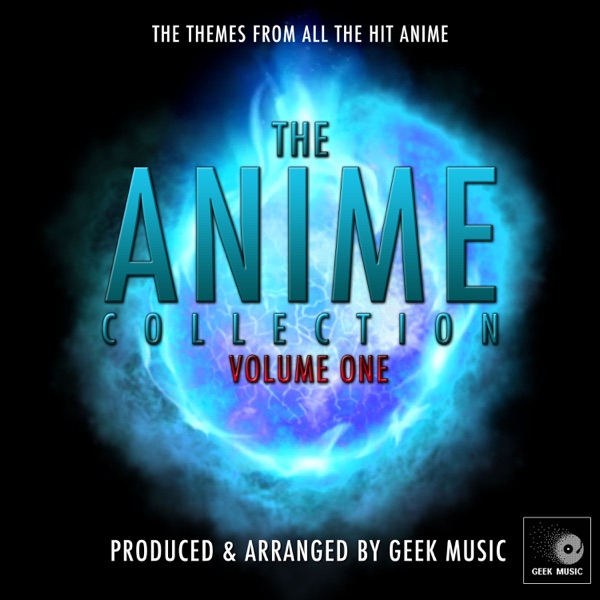 THE THEMES FROM ALL THE HIT ANIME
THE
ANIME
COLLECTION
VOLUME ONE
PRODUCED & ARRANGED BY GEEK MUSIC
GEEK MUSIC